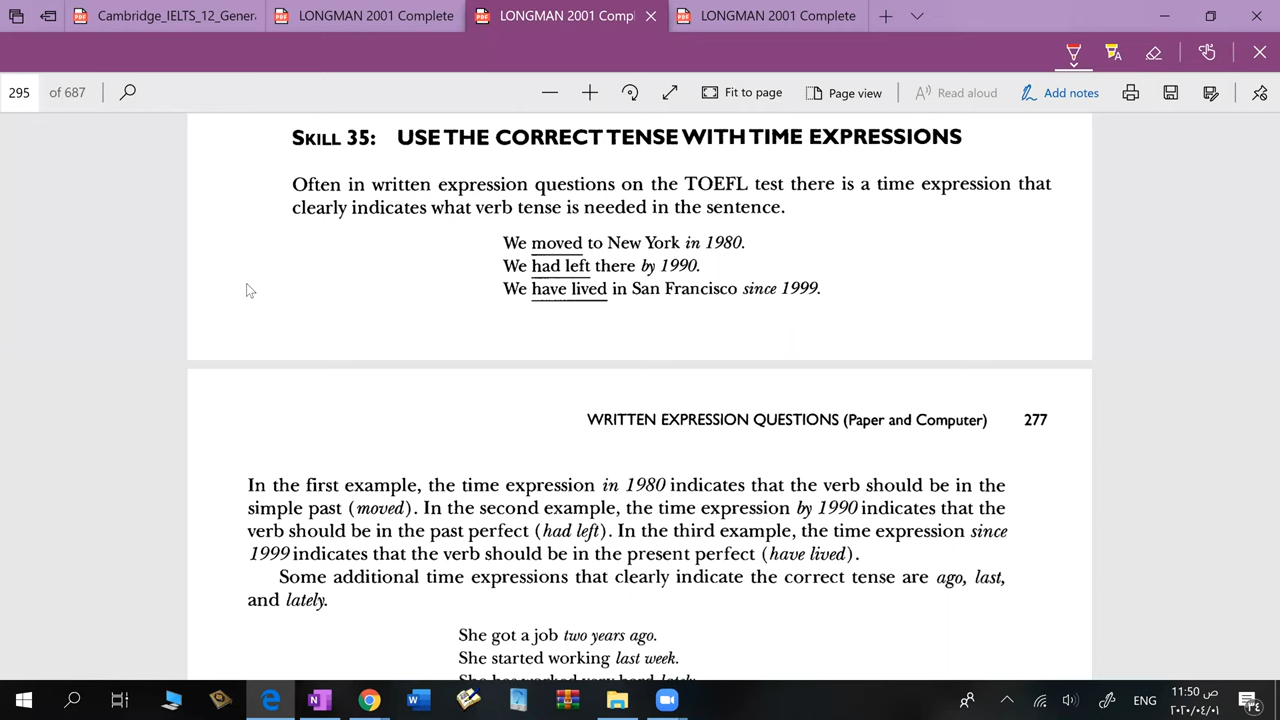 Cambridge_IELTS_12_Genera
LONGMAN 2001 Complete
LONGMAN 2001 Compl
LONGMAN 2001 Complete
295 of 687
Fit to page
Page view
Read aloud
Add notes
SKILL 35: USE THE CORRECT TENSE WITH TIME EXPRESSIONS
Often in written expression questions on the TOEFL test there is a time expression that
clearly indicates what verb tense is needed in the sentence.
We moved to New York in 1980.
We had left there by 1990.
We have lived in San Francisco since 1999.
WRITTEN EXPRESSION QUESTIONS (Paper and Computer) 277
In the first example, the time expression in 1980 indicates that the verb should be in the
simple past (moved). In the second example, the time expression by 1990 indicates that the
verb should be in the past perfect (had left). In the third example, the time expression since
1999 indicates that the verb should be in the present perfect (have lived).
Some additional time expressions that clearly indicate the correct tense are ago, last,
and lately.
She got a job two years ago.
She started working last week.
She has worked very hard lately.
ENG
11:50 ص
٢٠٢٠/٠٤/٠١